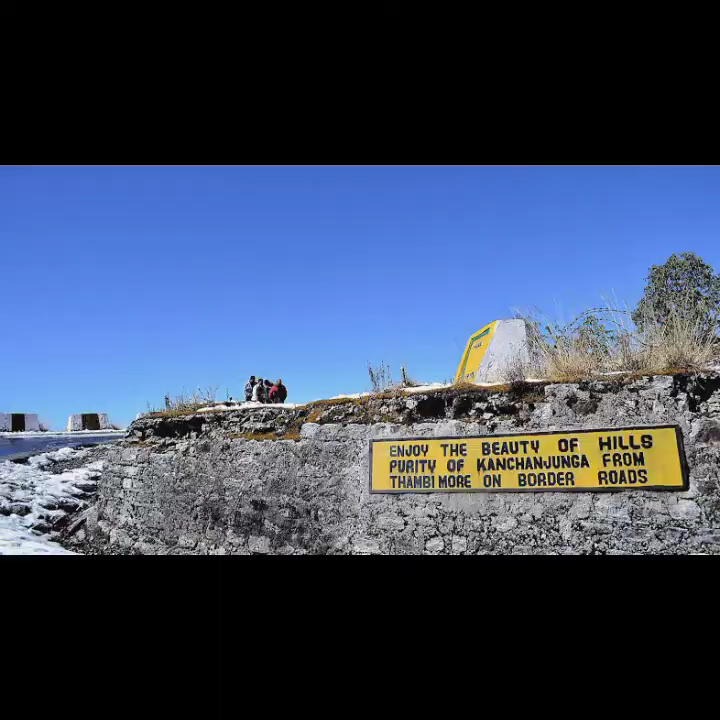 ENJOY THE BEAUTY OF HILLS
PURITY OF KANCHANJUNGA FROM
THAMBI MORE ON BORDER ROADS